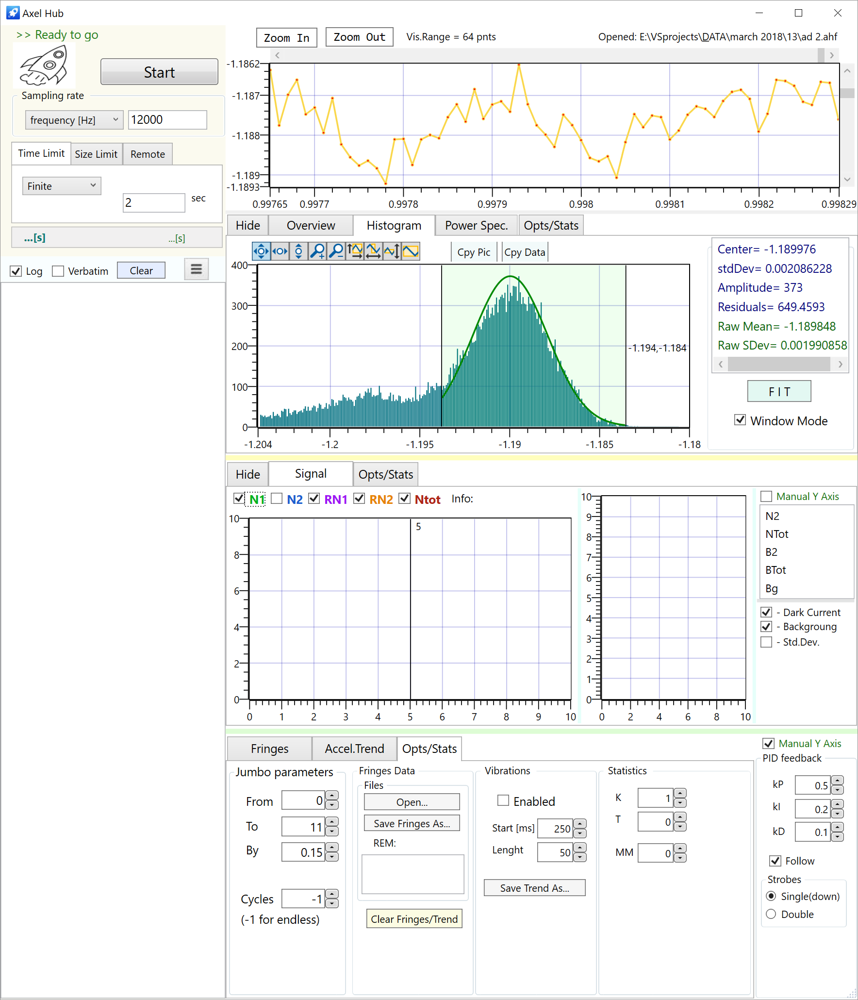 Axel Hub
>> Ready to go
Start
Sampling rate
frequency [Hz]
12000
Time Limit
Size Limit
Remote
Finite
2
sec
...[s]
...[s]
Log
Verbatim
Clear
Zoom In
Zoom Out
Vis.Range = 64 pnts
Opened: E:\VSprojects\DATA\march 2018\13\ad 2.ahf
-1.1862
-1.187
-1.188
-1.189
-1.1893
0.99765 0.9977 0.9978 0.9979 0.998 0.9981 0.9982 0.99829
Hide
Overview
Histogram
Power Spec.
Opts/Stats
Cpy Pic
Cpy Data
400
300
200
100
0
-1.194,-1.184
-1.204 -1.2 -1.195 -1.19 -1.185 -1.18
Center= -1.189976
stdDev= 0.002086228
Amplitude= 373
Residuals= 649.4593
Raw Mean= -1.189848
Raw SDev= 0.001990858
F I T
Window Mode
Hide
Signal
Opts/Stats
N1
N2
RN1
RN2
Ntot
Info:
10
8
6
4
2
0
5
0 1 2 3 4 5 6 7 8 9 10
10
9
8
7
6
5
4
3
2
1
0
0 2 4 6 8 10
Manual Y Axis
N2
NTot
B2
BTot
Bg
- Dark Current
- Backgroung
- Std.Dev.
Fringes
Accel.Trend
Opts/Stats
Jumbo parameters
From 0
To 11
By 0.15
Cycles -1
(-1 for endless)
Fringes Data
Files
Open...
Save Fringes As...
REM:
Clear Fringes/Trend
Vibrations
Enabled
Start [ms] 250
Lenght 50
Save Trend As...
Statistics
K 1
T 0
MM 0
Manual Y Axis
PID feedback
kP 0.5
kI 0.2
kD 0.1
Follow
Strobes
Single(down)
Double